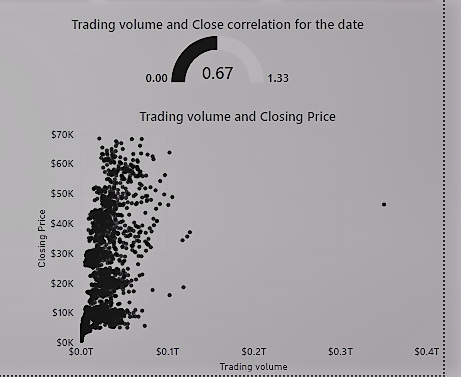 Trading volume and Close correlation for the date
0.00 0.67 1.33
Trading volume and Closing Price
$70K
$60K
$50K
$40K
$30K
$20K
$10K
$0K
Closing Price
$0.0T $0.1T $0.2T $0.3T $0.4T
Trading volume